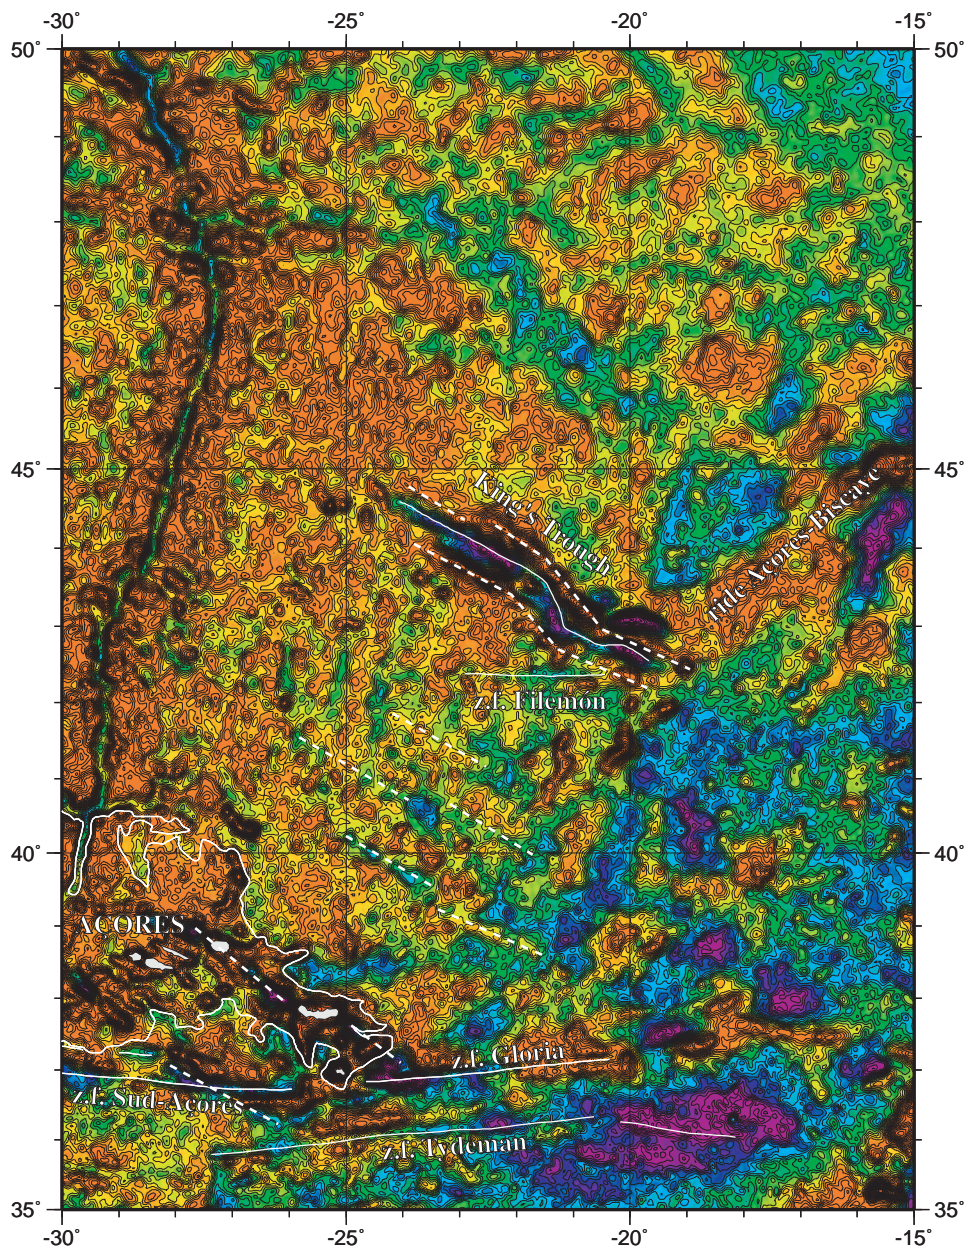 -30° -25° -20° -15°
50° 50°
45° 45°
King's Trough
ride Açores-Biscaye
z.f. Filemon
40° 40°
AÇORES
z.f. Gloria
z.f. Sud-Açores
z.f. Tydeman
35° 35°
-30° -25° -20° -15°